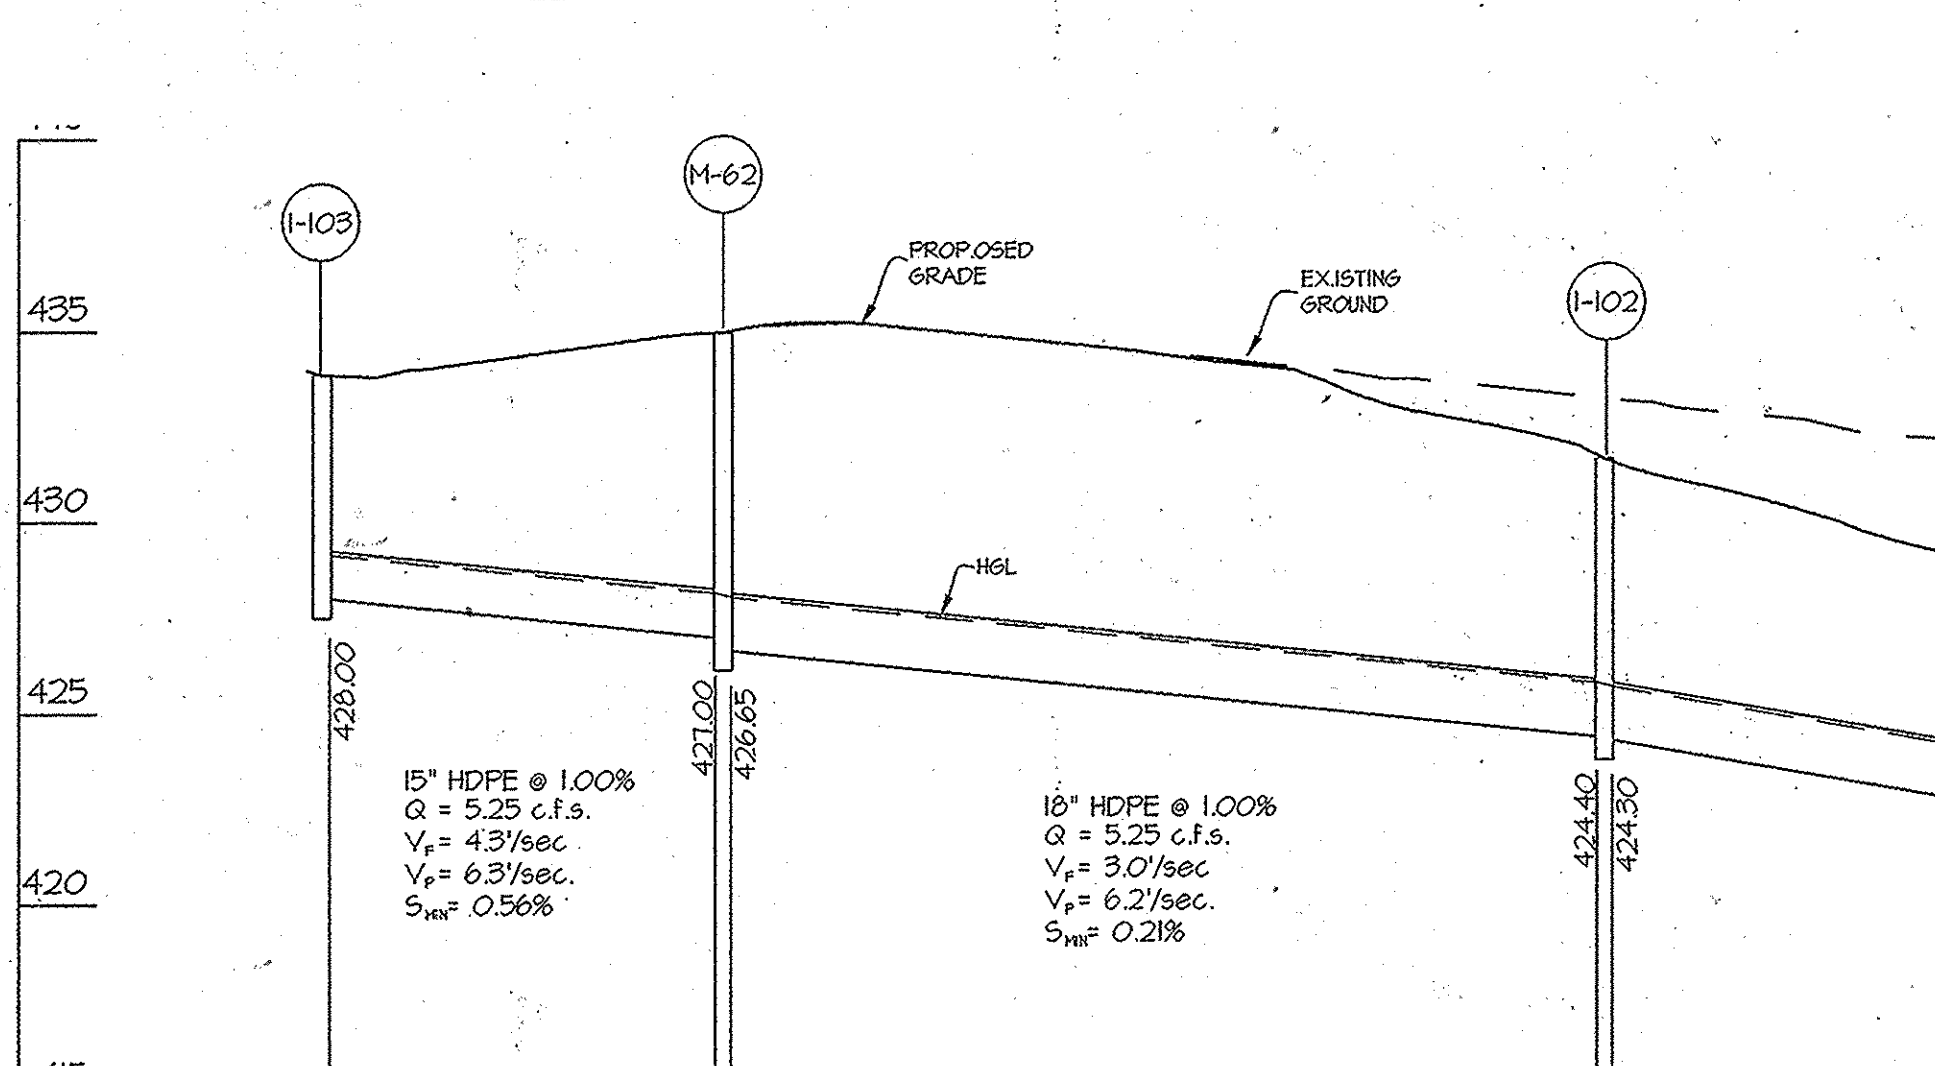 M-62
I-103
PROPOSED
GRADE
EXISTING
GROUND
I-102
435
430
HGL
425
420
428.00
427.00
426.65
424.40
424.30
15" HDPE @ 1.00%
Q = 5.25 c.f.s.
VF= 4.3'/sec
VP= 6.3'/sec.
SMIN= 0.56%
18" HDPE @ 1.00%
Q = 5.25 c.f.s.
VF= 3.0'/sec
VP= 6.2'/sec.
SMIN= 0.21%